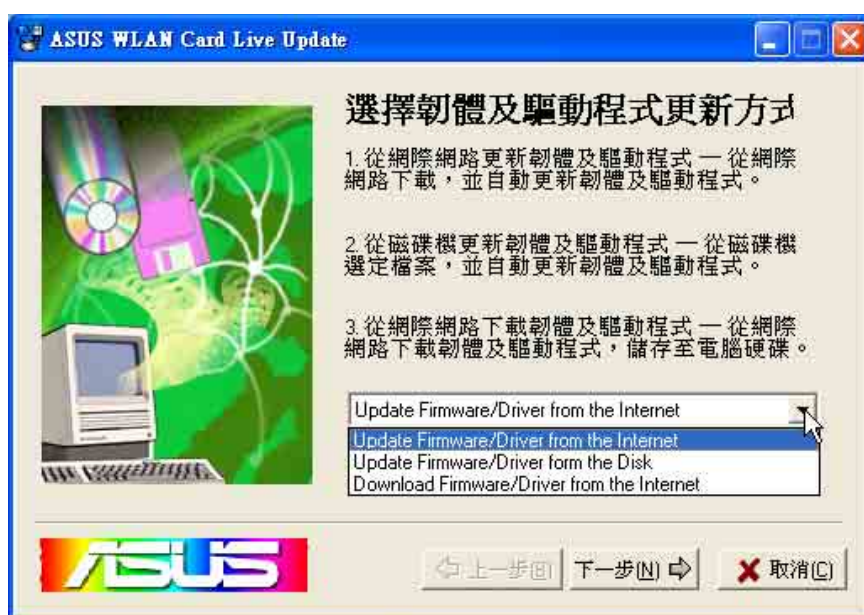 ASUS WLAN Card Live Update
選擇韌體及驅動程式更新方式
1.從網際網路更新韌體及驅動程式 — 從網際
網路下載，並自動更新韌體及驅動程式。
2.從磁碟機更新韌體及驅動程式 — 從磁碟機
選定檔案，並自動更新韌體及驅動程式。
3.從網際網路下載韌體及驅動程式 — 從網際
網路下載韌體及驅動程式，儲存至電腦硬碟。
Update Firmware/Driver from the Internet
Update Firmware/Driver from the Internet
Update Firmware/Driver form the Disk
Download Firmware/Driver from the Internet
ASUS
上一步(B)
下一步(N)
取消(C)